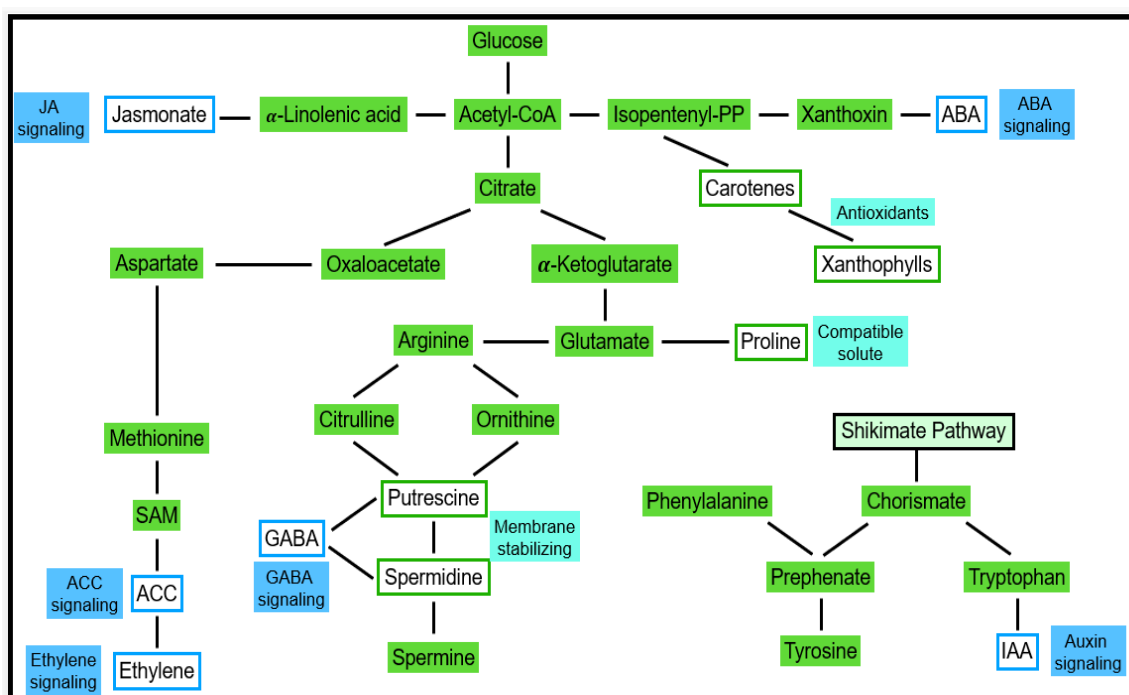 Glucose
JA
signaling
Jasmonate
α-Linolenic acid
Acetyl-CoA
Isopentenyl-PP
Xanthoxin
ABA
ABA
signaling
Citrate
Carotenes
Antioxidants
Aspartate
Oxaloacetate
α-Ketoglutarate
Xanthophylls
Arginine
Glutamate
Proline
Compatible
solute
Citrulline
Ornithine
Methionine
Shikimate Pathway
Putrescine
Phenylalanine
Chorismate
SAM
GABA
Membrane
stabilizing
GABA
signaling
Spermidine
Prephenate
Tryptophan
ACC
signaling
ACC
Spermine
Tyrosine
IAA
Auxin
signaling
Ethylene
signaling
Ethylene